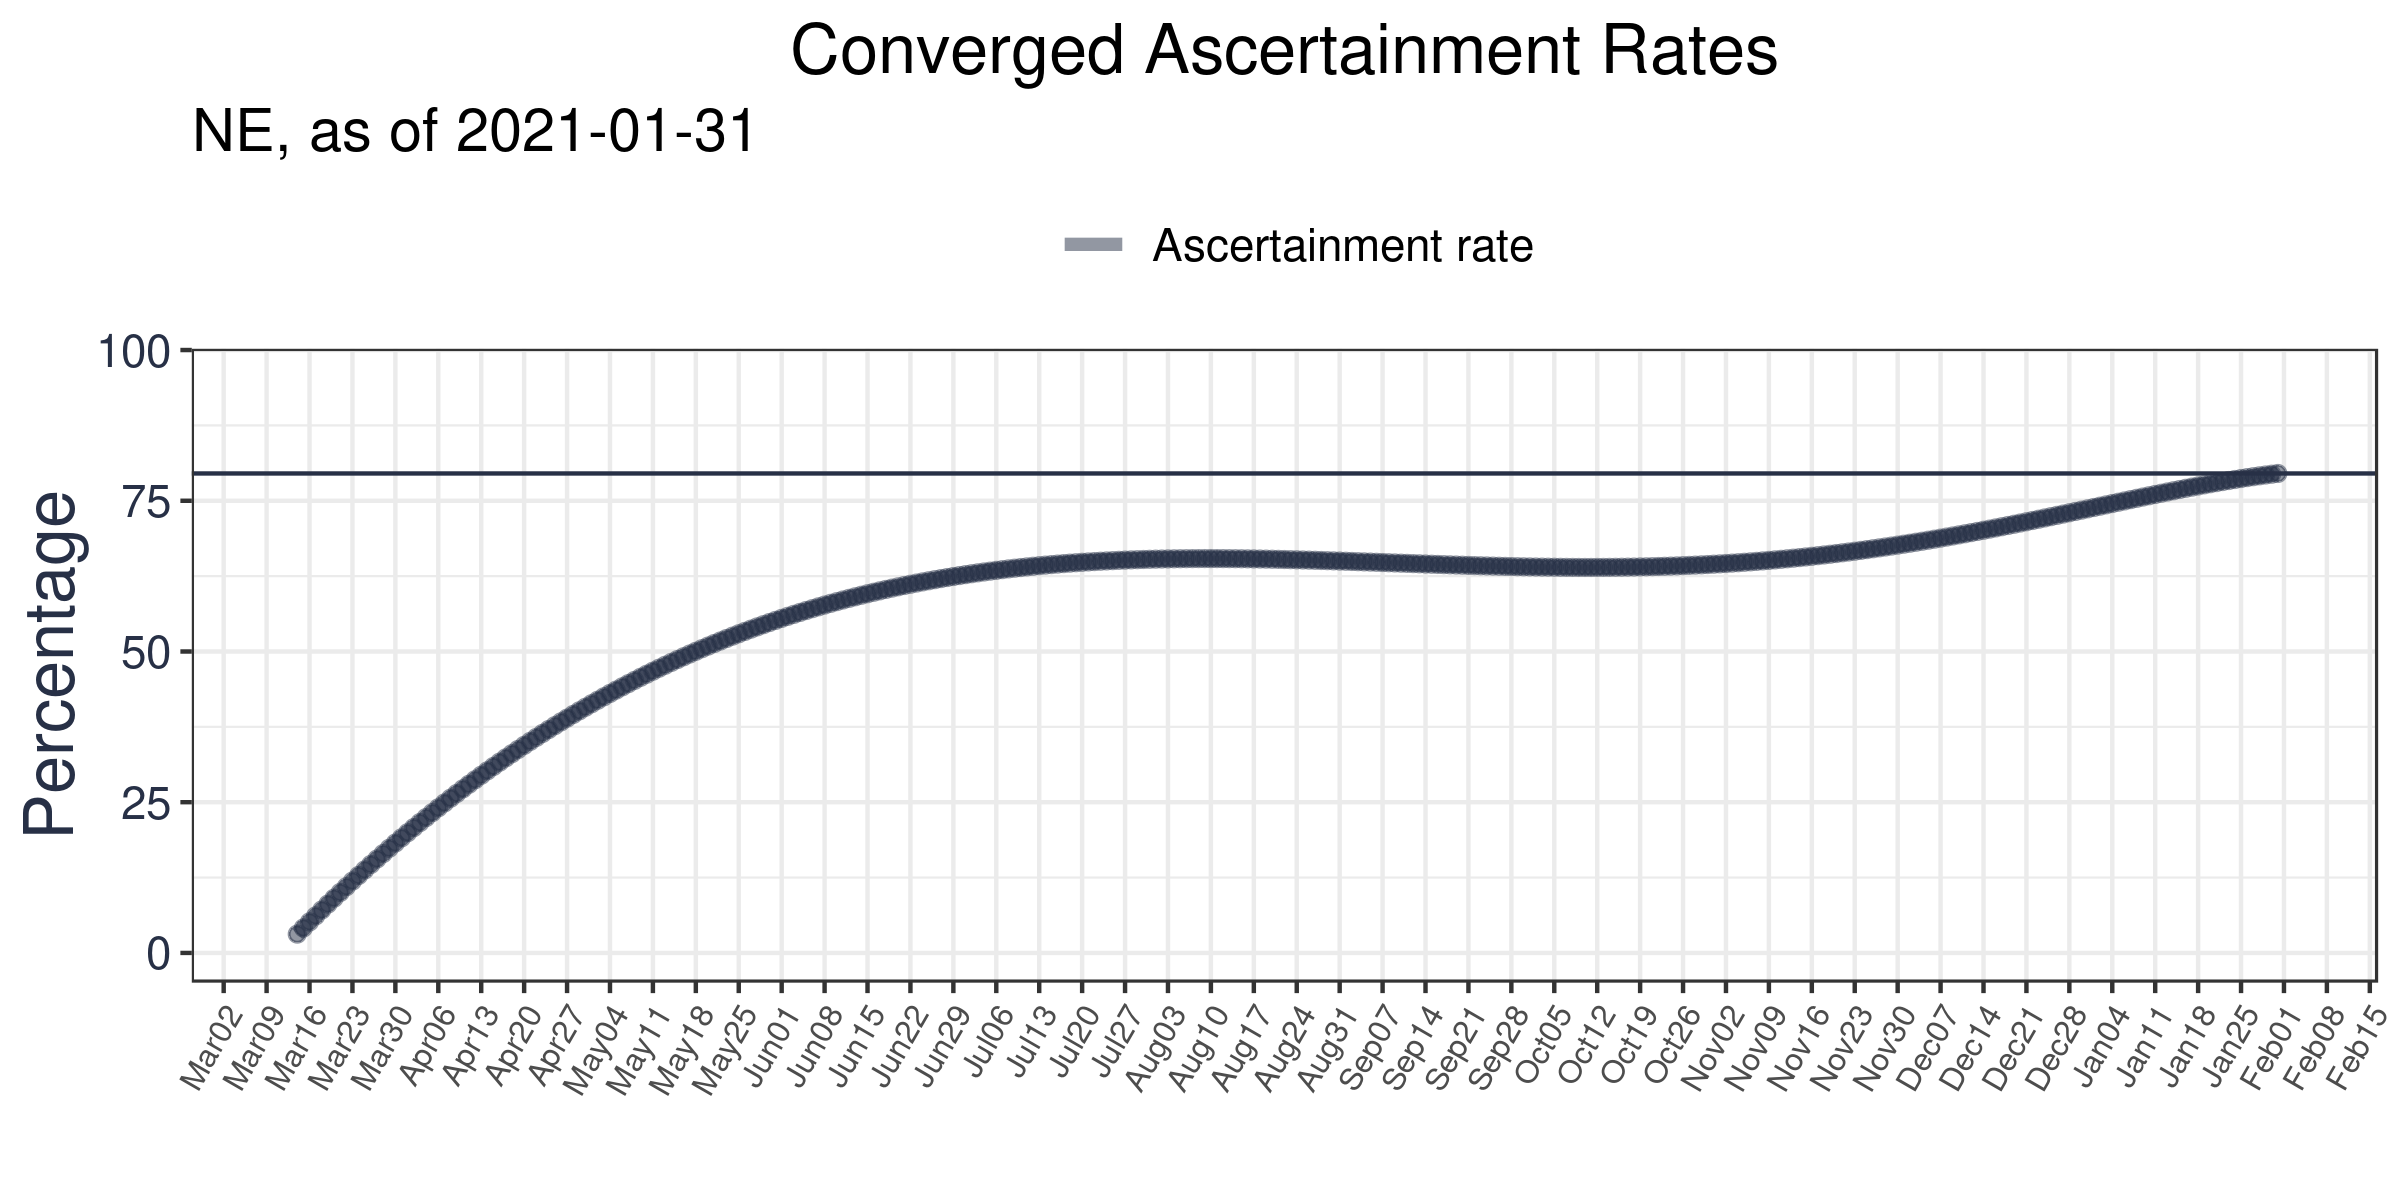 Converged Ascertainment Rates
NE, as of 2021-01-31
Ascertainment rate
Percentage
100
75
50
25
0
Mar02 Mar09 Mar16 Mar23 Mar30 Apr06 Apr13 Apr20 Apr27 May04 May11 May18 May25 Jun01 Jun08 Jun15 Jun22 Jun29 Jul06 Jul13 Jul20 Jul27 Aug03 Aug10 Aug17 Aug24 Aug31 Sep07 Sep14 Sep21 Sep28 Oct05 Oct12 Oct19 Oct26 Nov02 Nov09 Nov16 Nov23 Nov30 Dec07 Dec14 Dec21 Dec28 Jan04 Jan11 Jan18 Jan25 Feb01 Feb08 Feb15